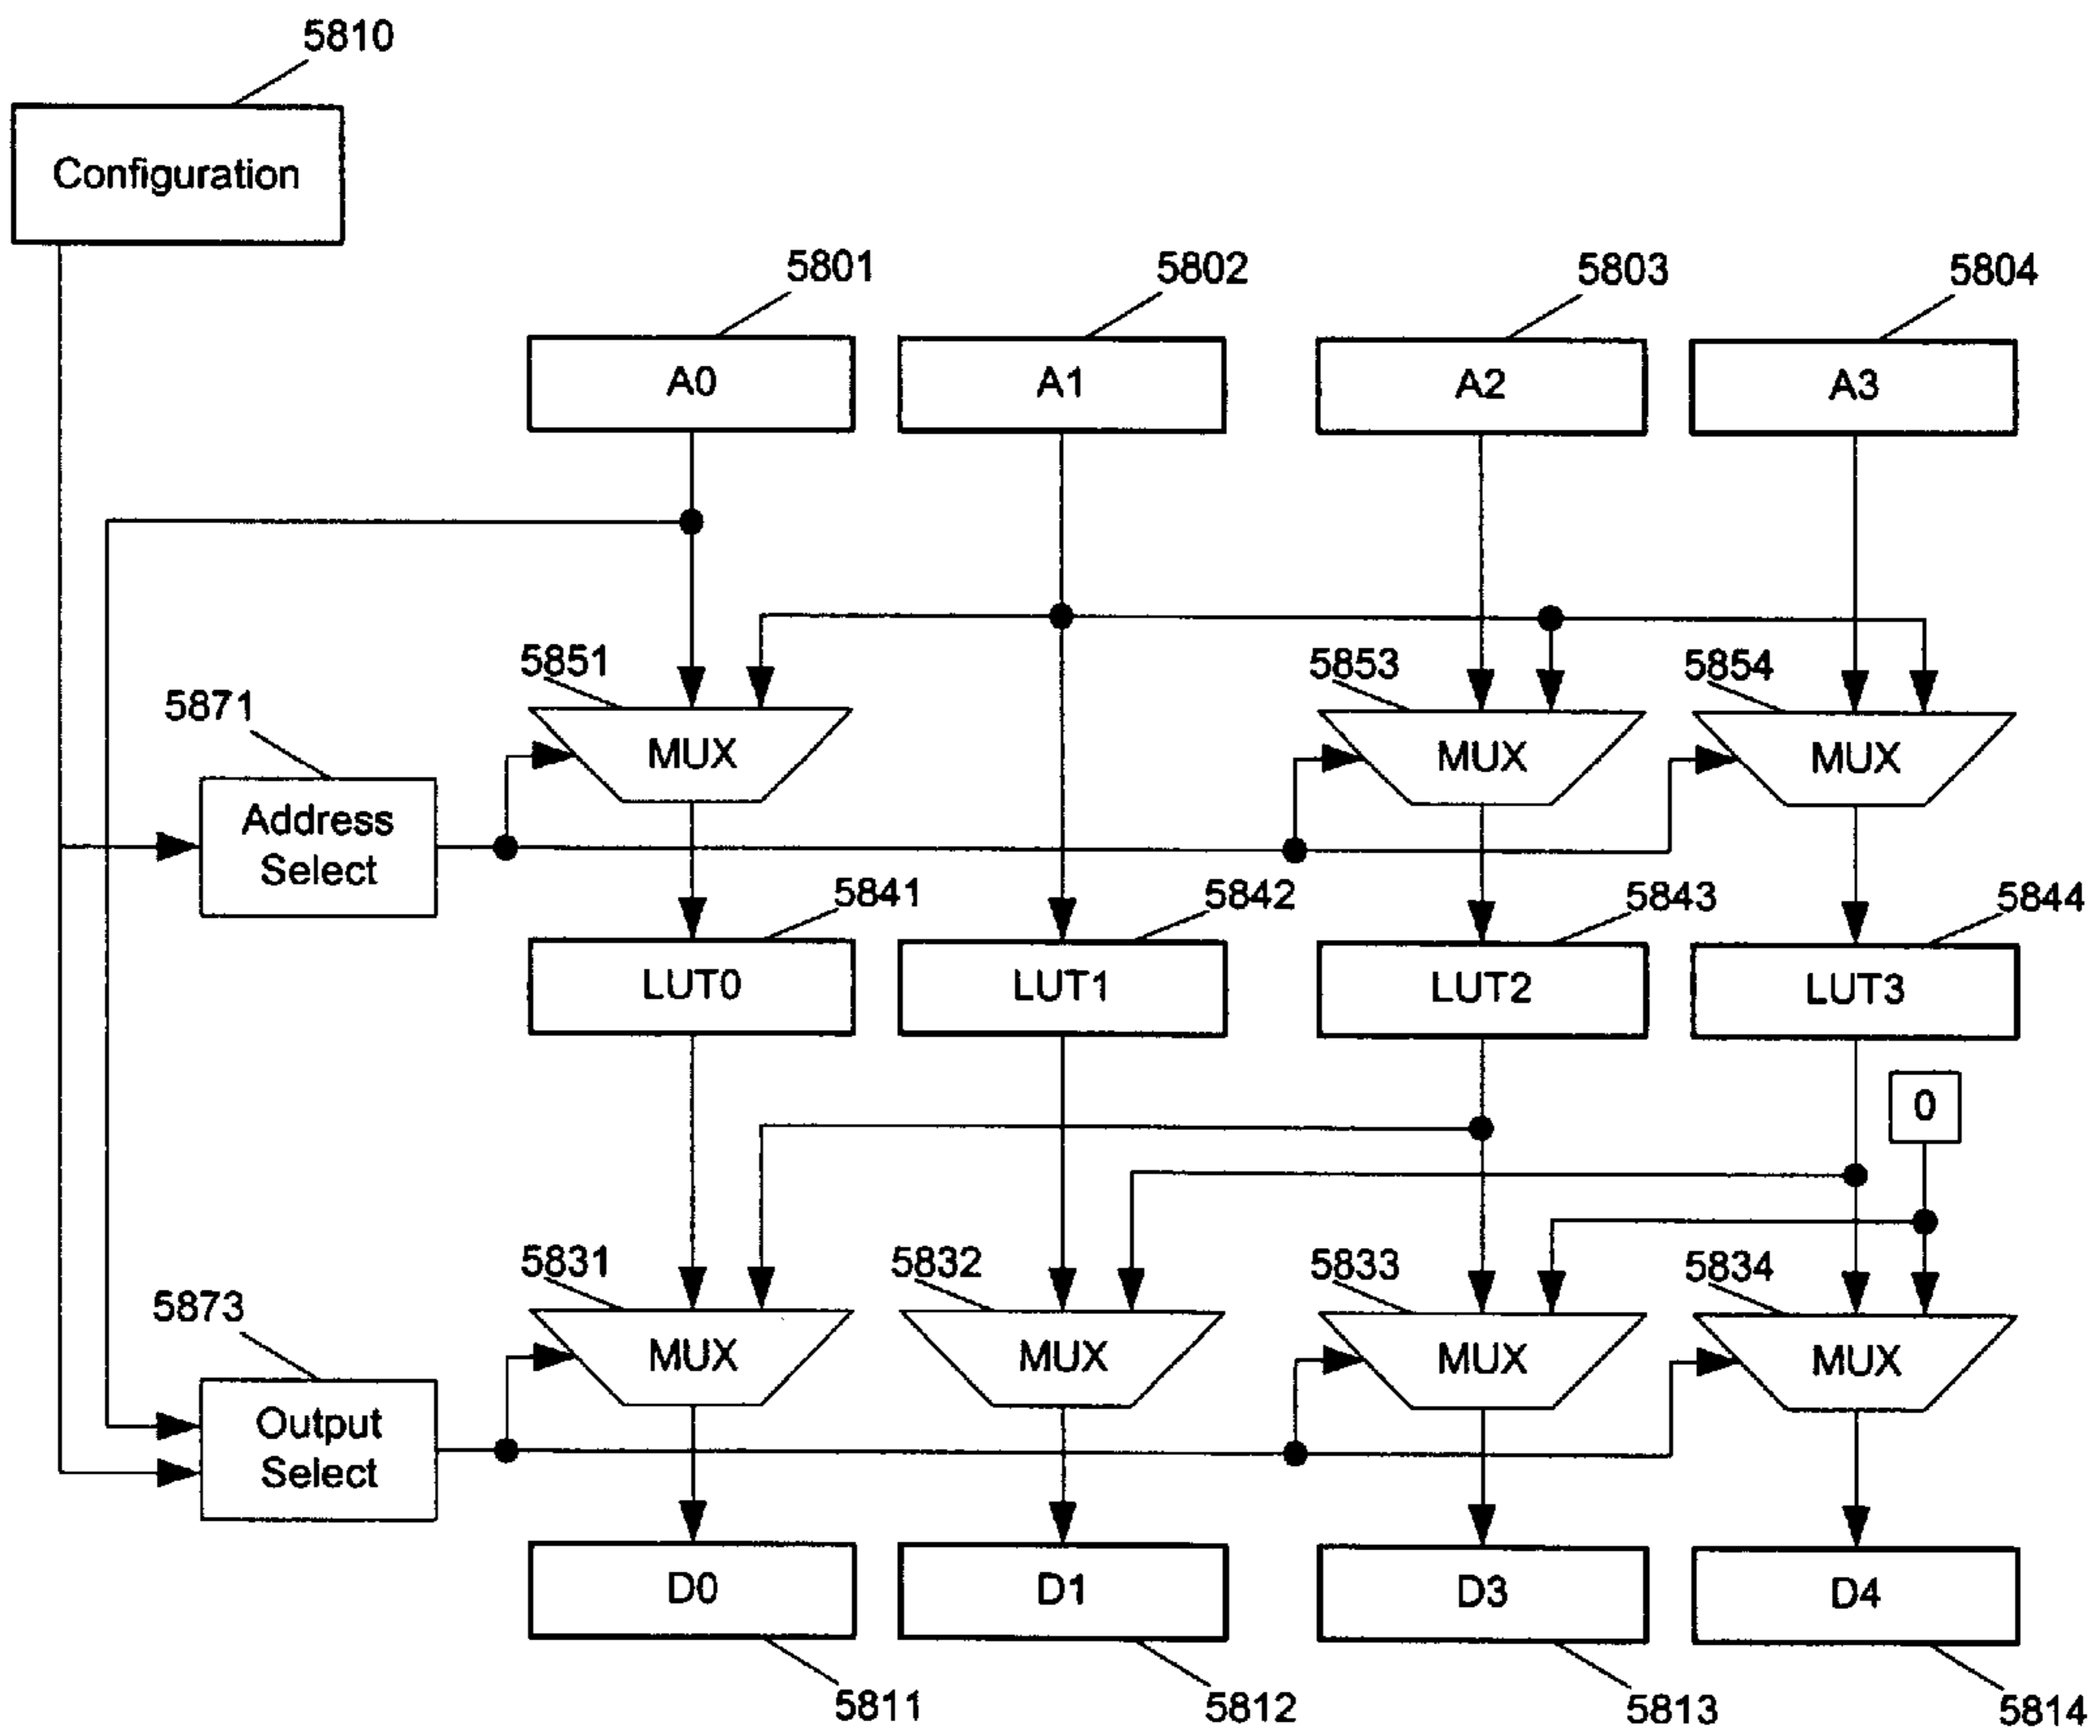 5810
Configuration
5801
5802
5803
5804
A0
A1
A2
A3
5851
5853
5854
5871
MUX
MUX
MUX
Address
Select
5841
5842
5843
5844
LUT0
LUT1
LUT2
LUT3
0
5831
5832
5833
5834
5873
MUX
MUX
MUX
MUX
Output
Select
D0
D1
D3
D4
5811
5812
5813
5814